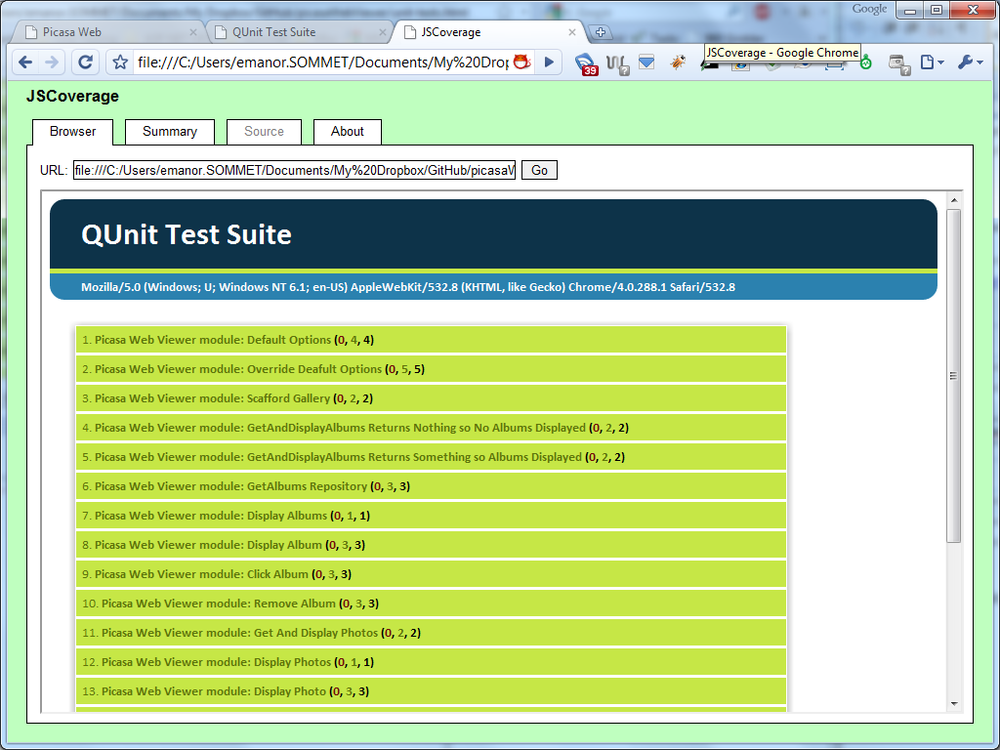 Google
Picasa Web
QUnit Test Suite
JSCoverage
JSCoverage - Google Chrome
file:///C:/Users/emanor.SOMMET/Documents/My%20Drop
39
?
?
JSCoverage
Browser
Summary
Source
About
URL: file:///C:/Users/emanor.SOMMET/Documents/My%20Dropbox/GitHub/picasaW Go
QUnit Test Suite
Mozilla/5.0 (Windows; U; Windows NT 6.1; en-US) AppleWebKit/532.8 (KHTML, like Gecko) Chrome/4.0.288.1 Safari/532.8
1. Picasa Web Viewer module: Default Options (0, 4, 4)
2. Picasa Web Viewer module: Override Deafult Options (0, 5, 5)
3. Picasa Web Viewer module: Scafford Gallery (0, 2, 2)
4. Picasa Web Viewer module: GetAndDisplayAlbums Returns Nothing so No Albums Displayed (0, 2, 2)
5. Picasa Web Viewer module: GetAndDisplayAlbums Returns Something so Albums Displayed (0, 2, 2)
6. Picasa Web Viewer module: GetAlbums Repository (0, 3, 3)
7. Picasa Web Viewer module: Display Albums (0, 1, 1)
8. Picasa Web Viewer module: Display Album (0, 3, 3)
9. Picasa Web Viewer module: Click Album (0, 3, 3)
10. Picasa Web Viewer module: Remove Album (0, 3, 3)
11. Picasa Web Viewer module: Get And Display Photos (0, 2, 2)
12. Picasa Web Viewer module: Display Photos (0, 1, 1)
13. Picasa Web Viewer module: Display Photo (0, 3, 3)